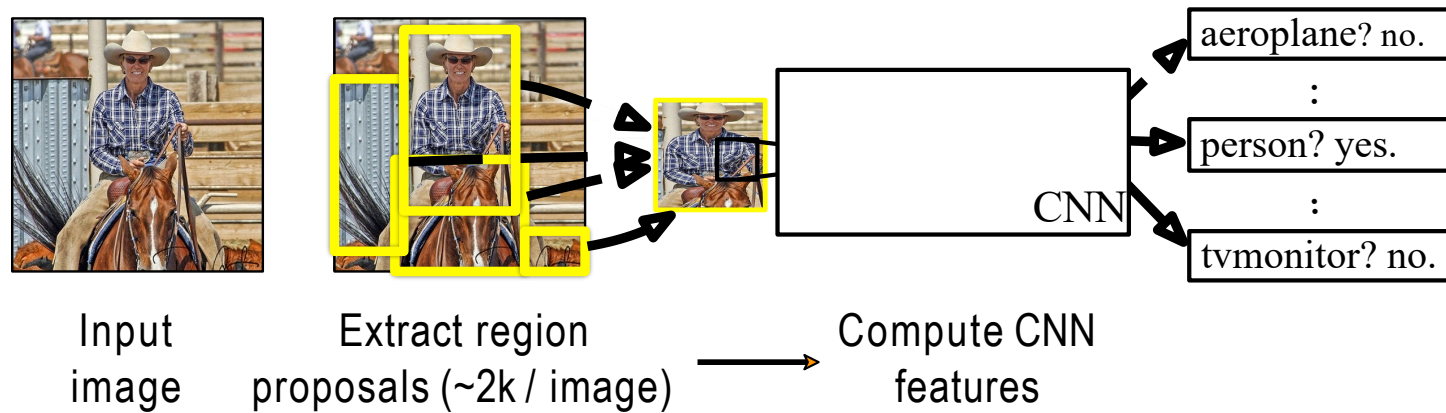 aeroplane? no.
:
person? yes.
:
tvmonitor? no.
CNN
Input
image
Extract region
proposals (~2k / image)
Compute CNN
features